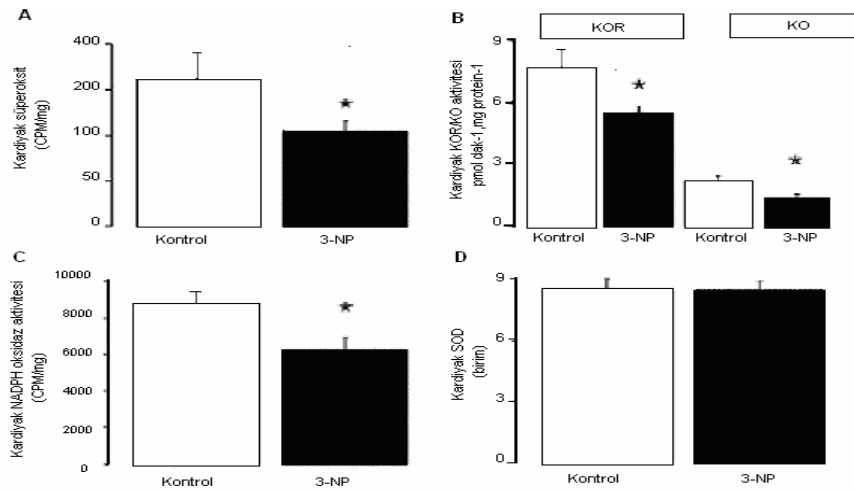 A
Kardiyak süperoksit
(CPM/mg)
400
200
100
50
0
Kontrol
3-NP
B
KOR
KO
Kardiyak KOR/KO aktivitesi
pmol dak-1,mg protein-1
9
6
3
0
Kontrol
3-NP
Kontrol
3-NP
C
Kardiyak NADPH oksidaz aktivitesi
(CPM/mg)
10000
8000
6000
4000
2000
0
Kontrol
3-NP
D
Kardiyak SOD
(birim)
9
6
3
0
Kontrol
3-NP